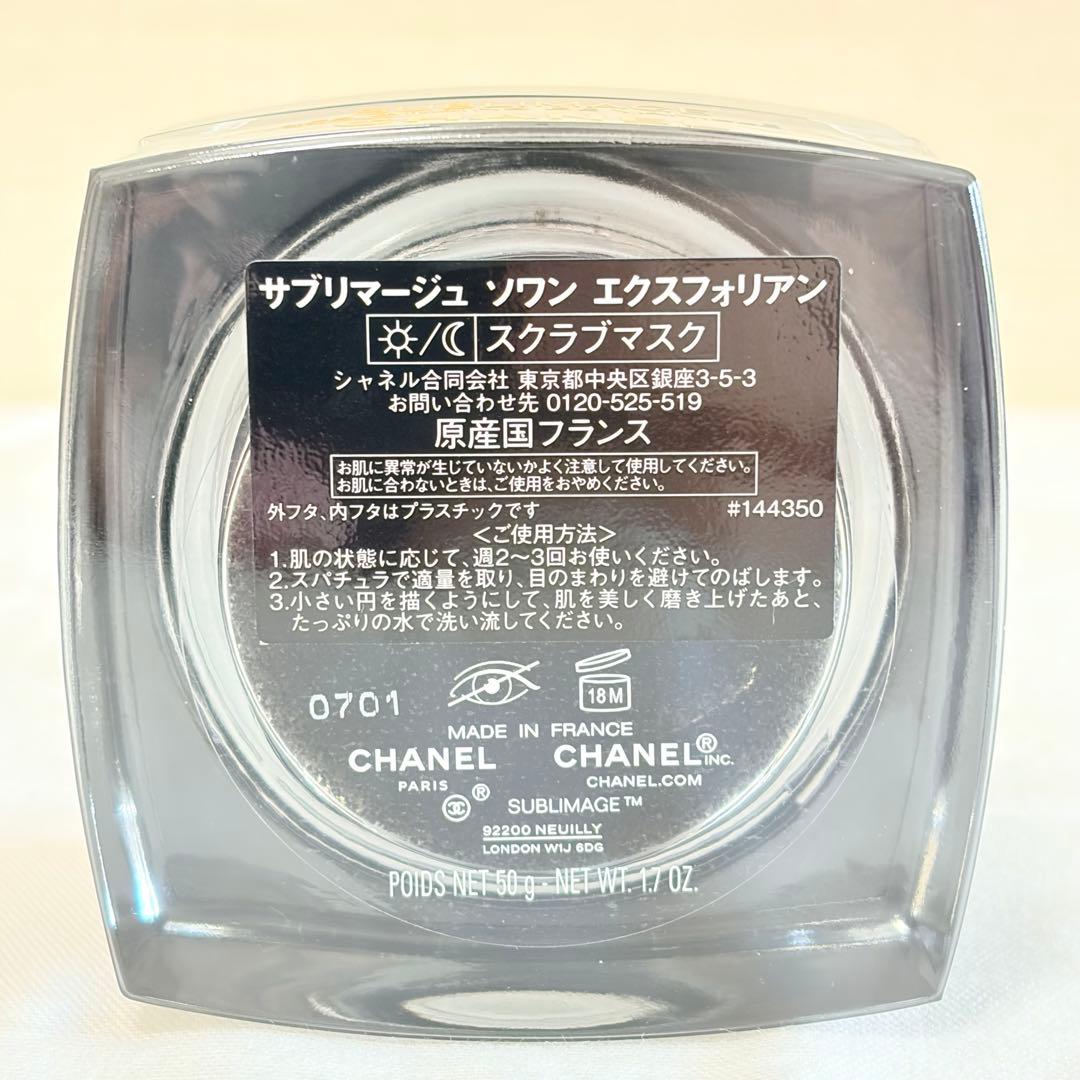 サブリマージュ ソワン エクスフォリアン
/ スクラブマスク
シャネル合同会社 東京都中央区銀座3-5-3
お問い合わせ先 0120-525-519
原産国フランス
お肌に異常が生じていないかよく注意して使用してください。
お肌に合わないときは、ご使用をおやめください。
外フタ、内フタはプラスチックです #144350
<ご使用方法>
1.肌の状態に応じて、週2~3回お使いください。
2.スパチュラで適量を取り、目のまわりを避けてのばします。
3.小さい円を描くようにして、肌を美しく磨き上げたあと、
たっぷりの水で洗い流してください。
0701
18M
MADE IN FRANCE
CHANEL CHANEL® INC.
PARIS CHANEL.COM
® SUBLIMAGE™
92200 NEUILLY
LONDON W1J 6DG
POIDS NET 50 g - NET WT. 1.7 OZ.